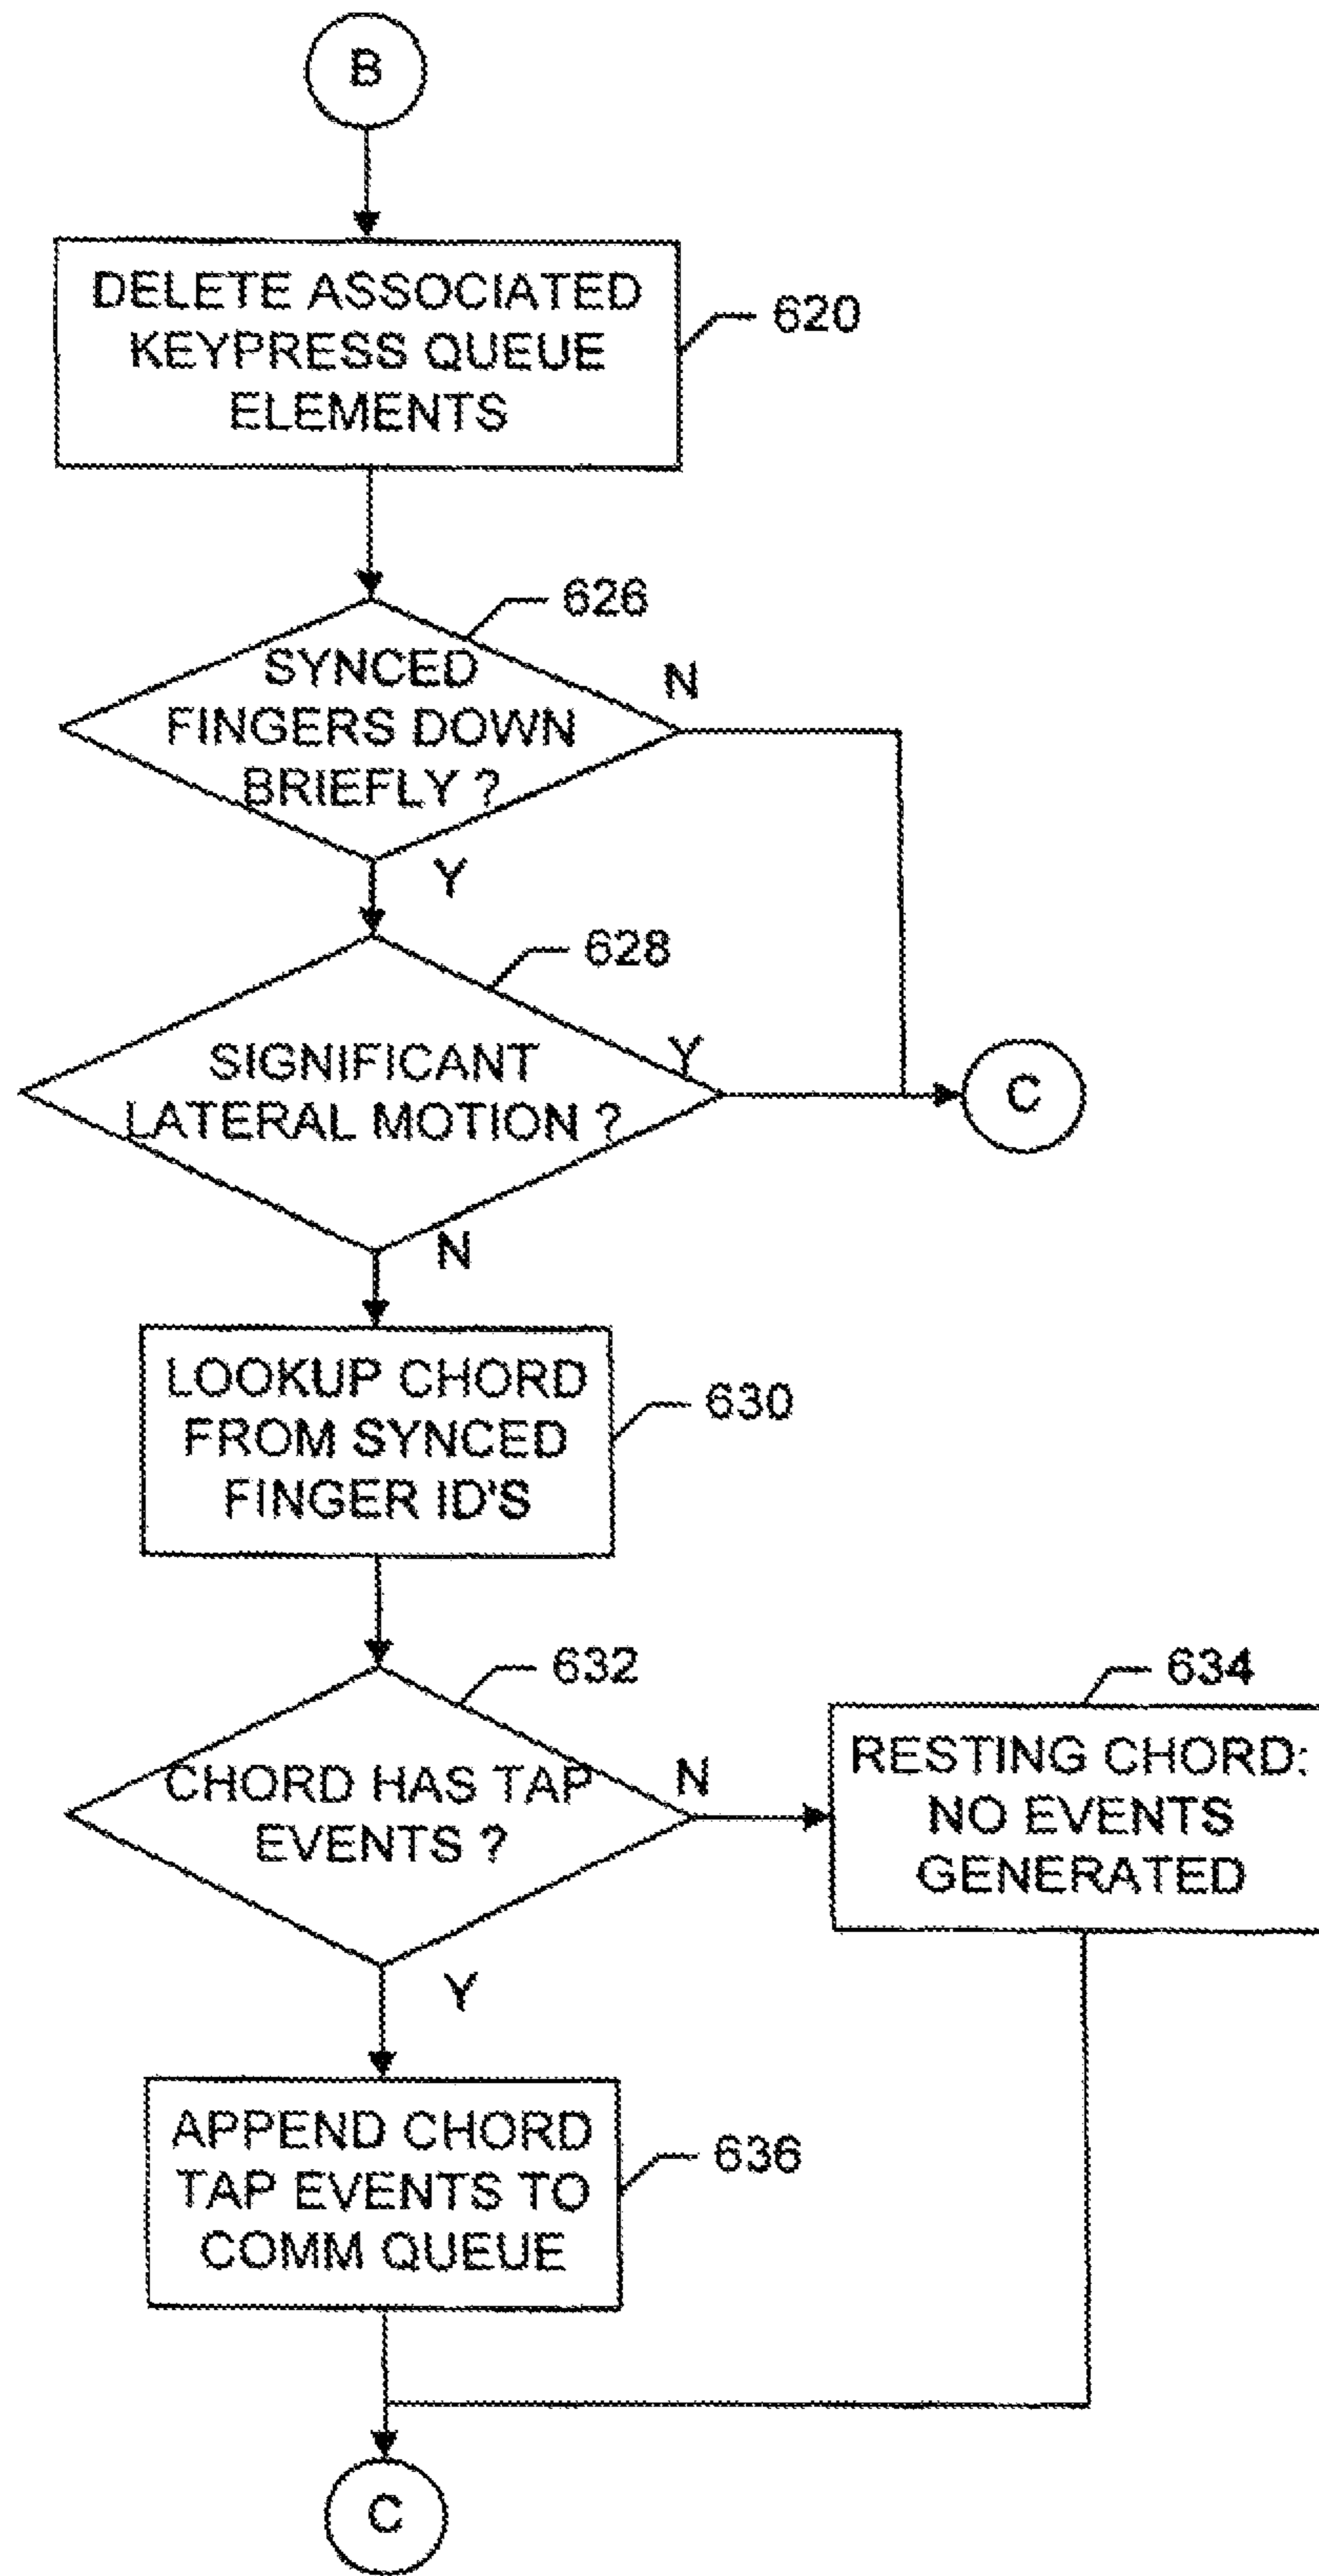 B
DELETE ASSOCIATED
KEYPRESS QUEUE
ELEMENTS
620
626
SYNCED
FINGERS DOWN
BRIEFLY ?
N
Y
628
SIGNIFICANT
LATERAL MOTION ?
Y
C
N
LOOKUP CHORD
FROM SYNCED
FINGER ID'S
630
632
CHORD HAS TAP
EVENTS ?
N
634
RESTING CHORD:
NO EVENTS
GENERATED
Y
APPEND CHORD
TAP EVENTS TO
COMM QUEUE
636
C